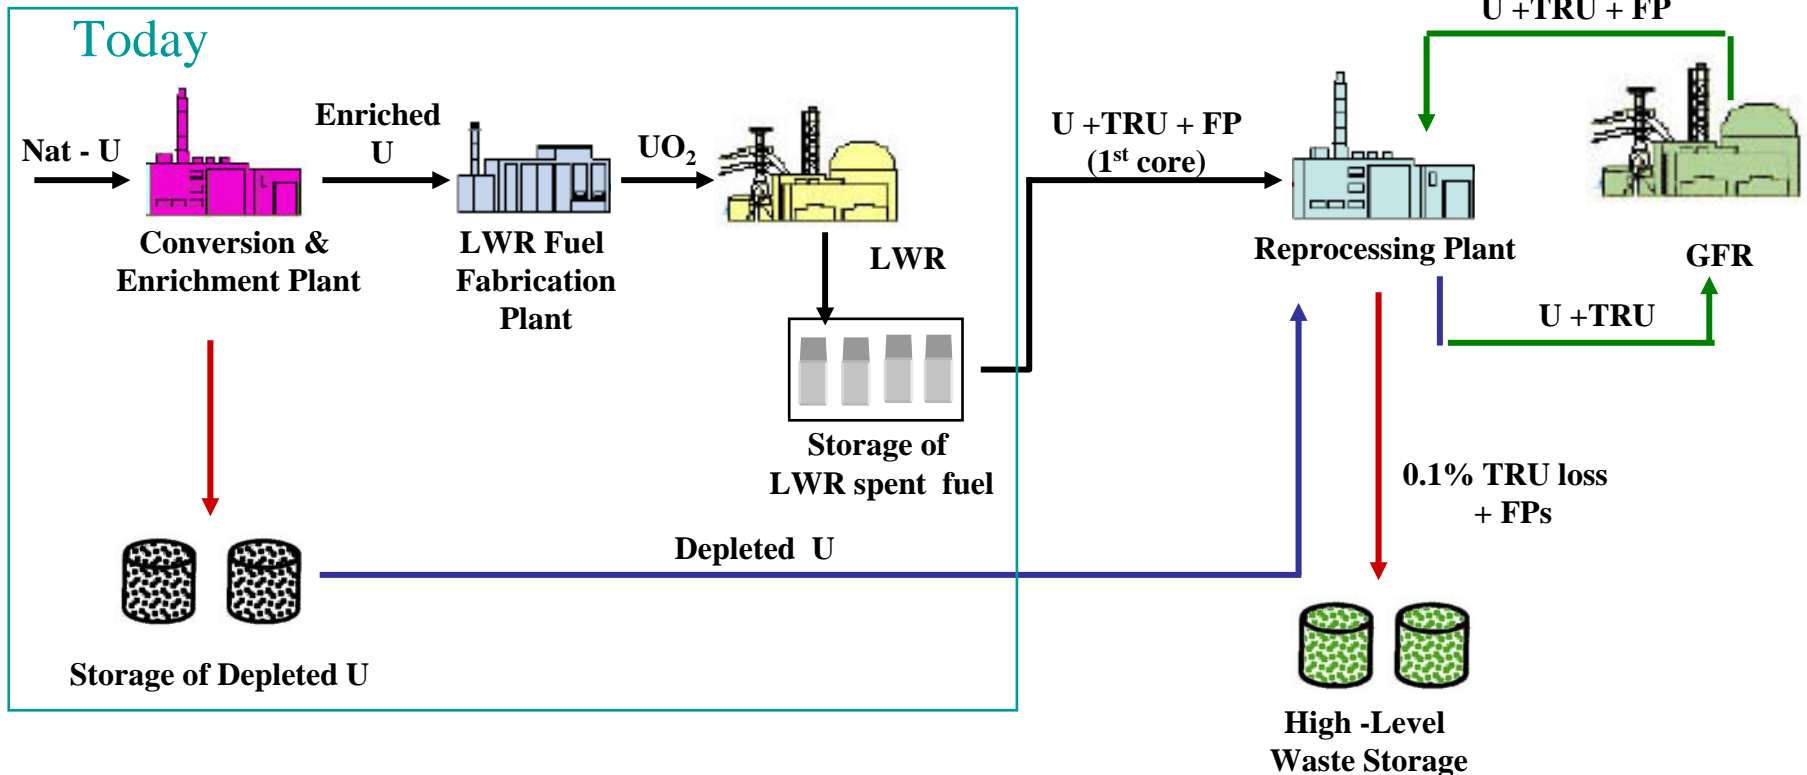 Today
Nat - U
Conversion &
Enrichment Plant
Enriched
U
LWR Fuel
Fabrication
Plant
UO₂
LWR
Storage of
LWR spent fuel
Storage of Depleted U
Depleted U
U +TRU + FP
(1st core)
Reprocessing Plant
U +TRU + FP
GFR
U +TRU
0.1% TRU loss
+ FPs
High -Level
Waste Storage